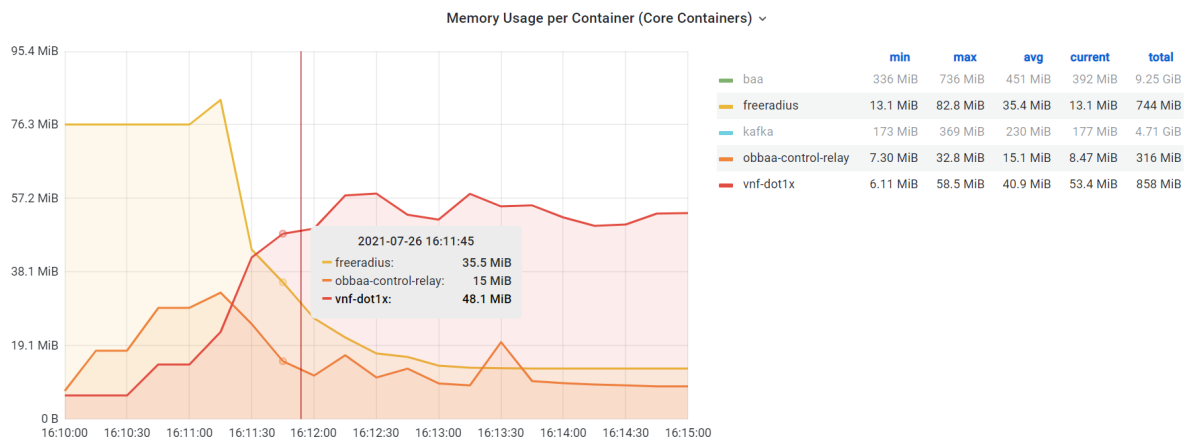 Memory Usage per Container (Core Containers)
95.4 MiB
76.3 MiB
57.2 MiB
38.1 MiB
19.1 MiB
0 B
16:10:00 16:10:30 16:11:00 16:11:30 16:12:00 16:12:30 16:13:00 16:13:30 16:14:00 16:14:30 16:15:00
2021-07-26 16:11:45
freeradius: 35.5 MiB
obbaa-control-relay: 15 MiB
vnf-dot1x: 48.1 MiB
min max avg current total
baa 336 MiB 736 MiB 451 MiB 392 MiB 9.25 GiB
freeradius 13.1 MiB 82.8 MiB 35.4 MiB 13.1 MiB 744 MiB
kafka 173 MiB 369 MiB 230 MiB 177 MiB 4.71 GiB
obbaa-control-relay 7.30 MiB 32.8 MiB 15.1 MiB 8.47 MiB 316 MiB
vnf-dot1x 6.11 MiB 58.5 MiB 40.9 MiB 53.4 MiB 858 MiB